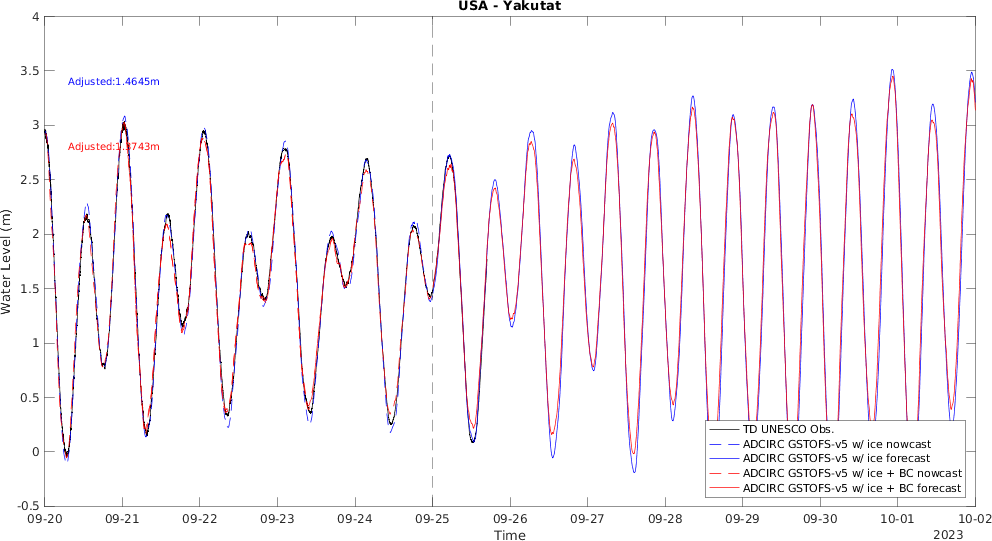 USA - Yakutat
4
3.5
3
2.5
2
1.5
1
0.5
0
-0.5
Water Level (m)
Adjusted:1.4645m
TD UNESCO Obs.
ADCIRC GSTOFS-v5 w/ ice nowcast
ADCIRC GSTOFS-v5 w/ ice forecast
ADCIRC GSTOFS-v5 w/ ice + BC nowcast
ADCIRC GSTOFS-v5 w/ ice + BC forecast
09-20 09-21 09-22 09-23 09-24 09-25 09-26 09-27 09-28 09-29 09-30 10-01 10-02
Time
2023